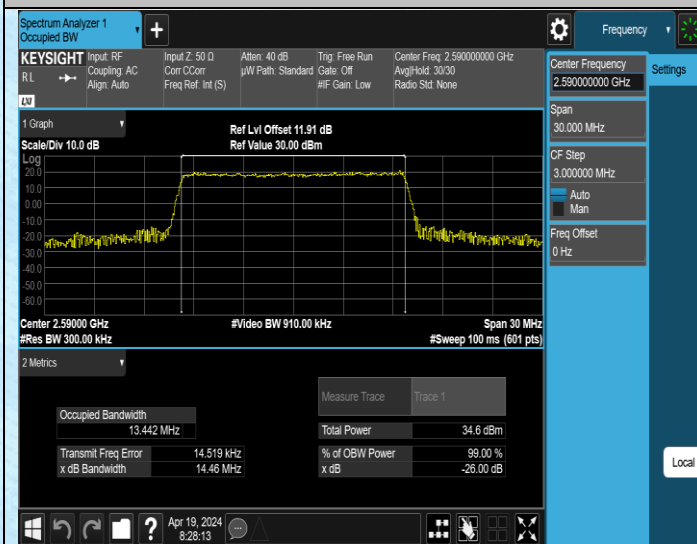 Spectrum Analyzer 1
Occupied BW
+
Frequency
KEYSIGHT
R L
LXI
Input: RF
Coupling: AC
Align: Auto
Input Z: 50 Ω
Corr CCorr
Freq Ref: Int (S)
Atten: 40 dB
µW Path: Standard
Trig: Free Run
Gate: Off
#IF Gain: Low
Center Freq: 2.590000000 GHz
Avg|Hold: 30/30
Radio Std: None
Center Frequency
2.590000000 GHz
Settings
Span
30.000 MHz
CF Step
3.000000 MHz
Auto
Man
Freq Offset
0 Hz
1 Graph
Scale/Div 10.0 dB
Ref Lvl Offset 11.91 dB
Ref Value 30.00 dBm
Log
20.0
10.0
0.00
-10.0
-20.0
-30.0
-40.0
-50.0
-60.0
Center 2.59000 GHz
#Video BW 910.00 kHz
Span 30 MHz
#Res BW 300.00 kHz
#Sweep 100 ms (601 pts)
2 Metrics
Measure Trace
Trace 1
Occupied Bandwidth
13.442 MHz
Total Power
34.6 dBm
Transmit Freq Error
14.519 kHz
% of OBW Power
99.00 %
x dB Bandwidth
14.46 MHz
x dB
-26.00 dB
Local
?
Apr 19, 2024
8:28:13